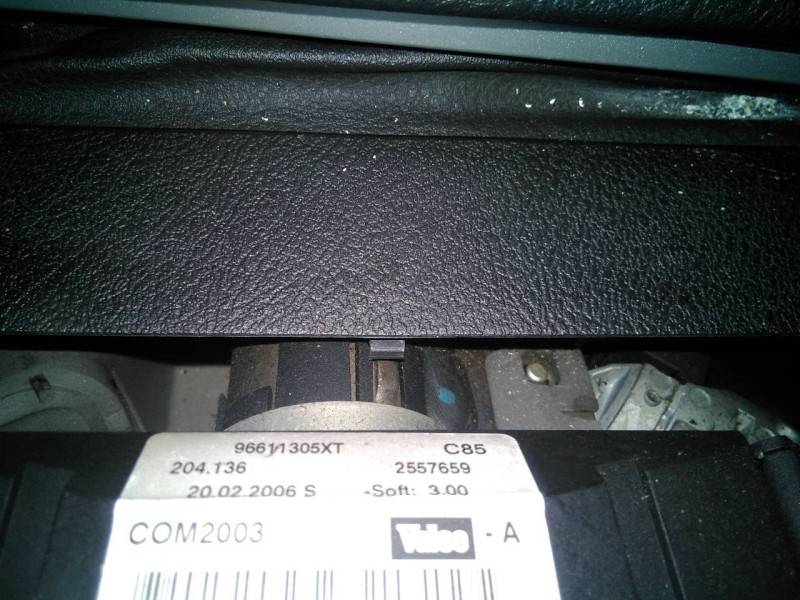 96611305XT C85
204.136 2557659
20.02.2006 S -Soft: 3.00
COM2003 Valeo - A